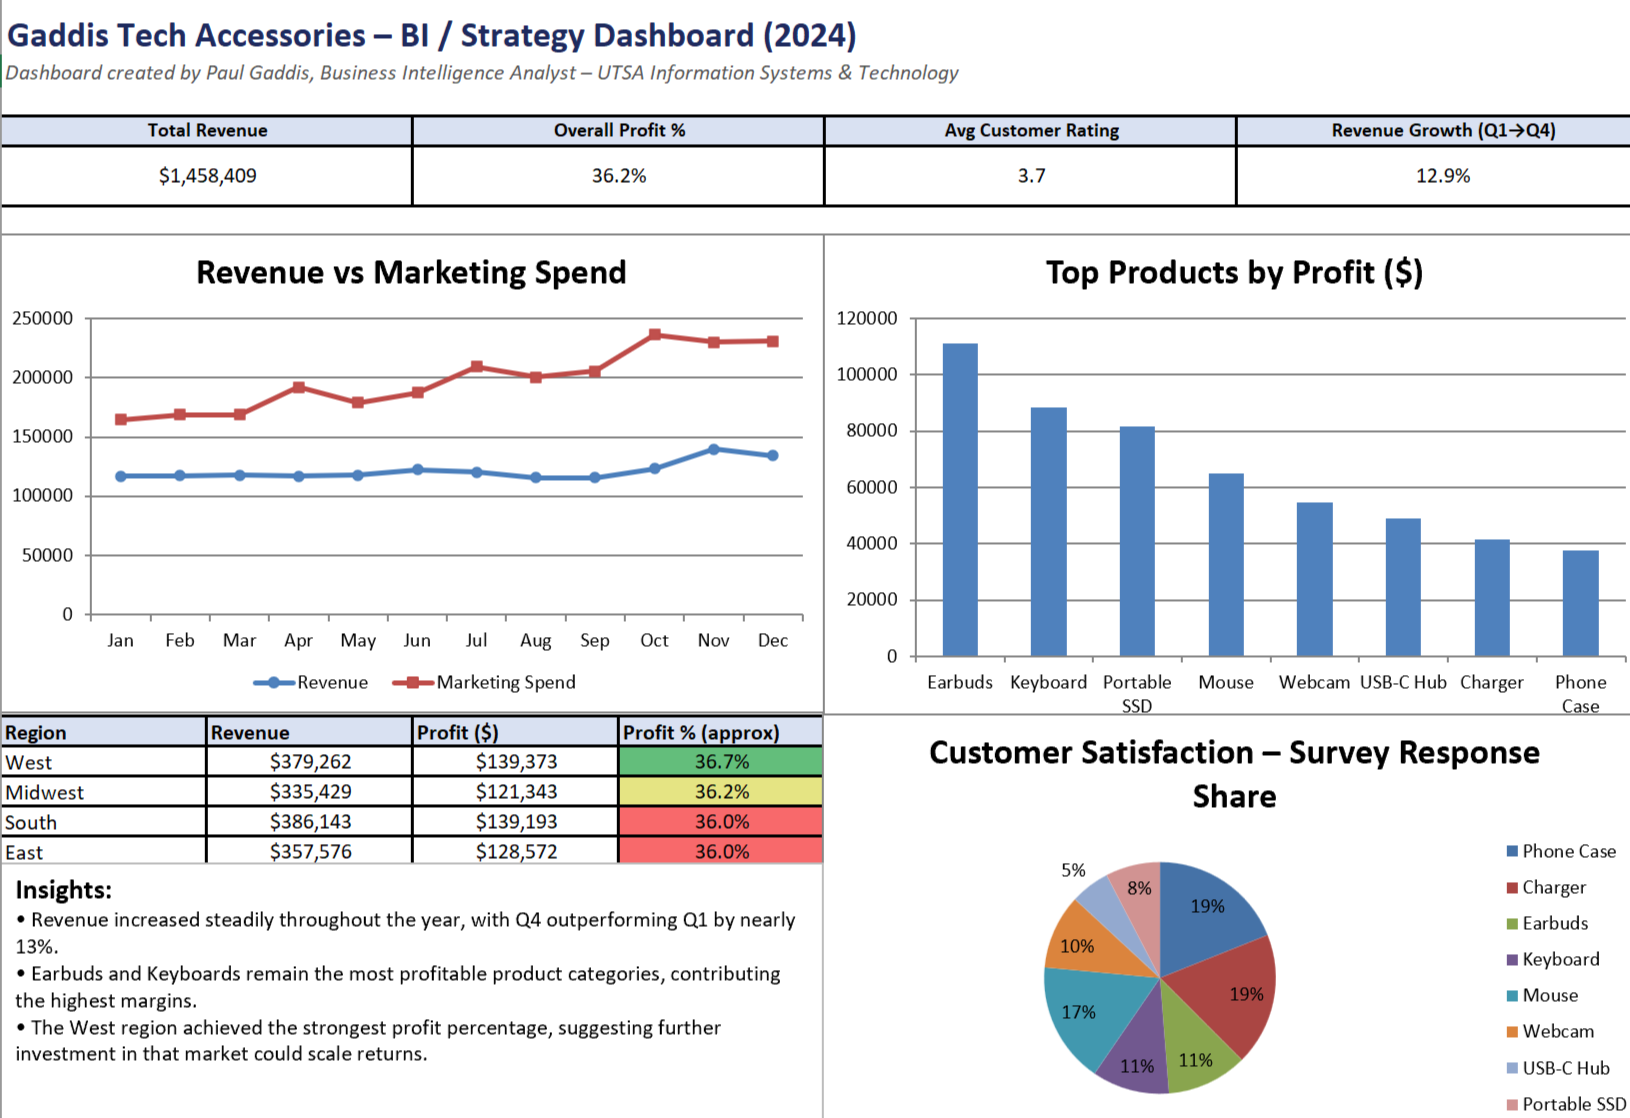 Gaddis Tech Accessories – BI / Strategy Dashboard (2024)
Dashboard created by Paul Gaddis, Business Intelligence Analyst – UTSA Information Systems & Technology
Total Revenue
Overall Profit %
Avg Customer Rating
Revenue Growth (Q1→Q4)
$1,458,409
36.2%
3.7
12.9%
Revenue vs Marketing Spend
250000
200000
150000
100000
50000
0
Jan Feb Mar Apr May Jun Jul Aug Sep Oct Nov Dec
Revenue Marketing Spend
Top Products by Profit ($)
120000
100000
80000
60000
40000
20000
0
Earbuds Keyboard Portable Mouse Webcam USB-C Hub Charger Phone
SSD Case
Region Revenue Profit ($) Profit % (approx)
West $379,262 $139,373 36.7%
Midwest $335,429 $121,343 36.2%
South $386,143 $139,193 36.0%
East $357,576 $128,572 36.0%
Insights:
• Revenue increased steadily throughout the year, with Q4 outperforming Q1 by nearly
13%.
• Earbuds and Keyboards remain the most profitable product categories, contributing
the highest margins.
• The West region achieved the strongest profit percentage, suggesting further
investment in that market could scale returns.
Customer Satisfaction – Survey Response
Share
19%
19%
11%
11%
17%
10%
5%
8%
Phone Case
Charger
Earbuds
Keyboard
Mouse
Webcam
USB-C Hub
Portable SSD